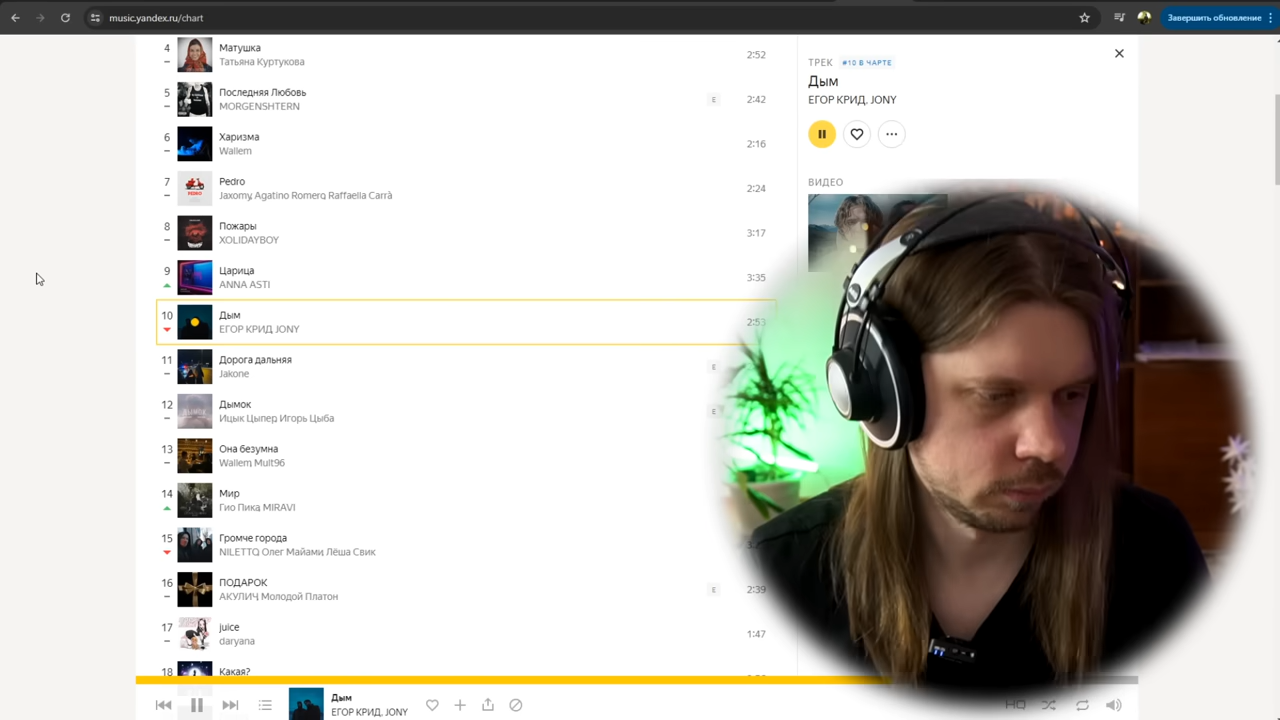 music.yandex.ru/chart
Завершить обновление
4
Матушка
Татьяна Куртукова
2:52
5
Последняя Любовь
MORGENSHTERN
E
2:42
6
Харизма
Wallem
2:16
7
Pedro
Jaxomy, Agatino Romero, Raffaella Carrà
2:24
8
Пожары
XOLIDAYBOY
3:17
9
Царица
ANNA ASTI
3:35
10
Дым
ЕГОР КРИД, JONY
2:53
11
Дорога дальняя
Jakone
E
12
Дымок
Ицык Цыпер, Игорь Цыба
E
13
Она безумна
Wallem, Mult96
14
Мир
Гио Пика, MIRAVI
15
Громче города
NILETTO, Олег Майами, Лёша Свик
16
ПОДАРОК
АКУЛИЧ, Молодой Платон
E
2:39
17
juice
daryana
1:47
18
Какая?
ТРЕК
#10 В ЧАРТЕ
Дым
ЕГОР КРИД, JONY
ВИДЕО
Дым
ЕГОР КРИД, JONY
HQ